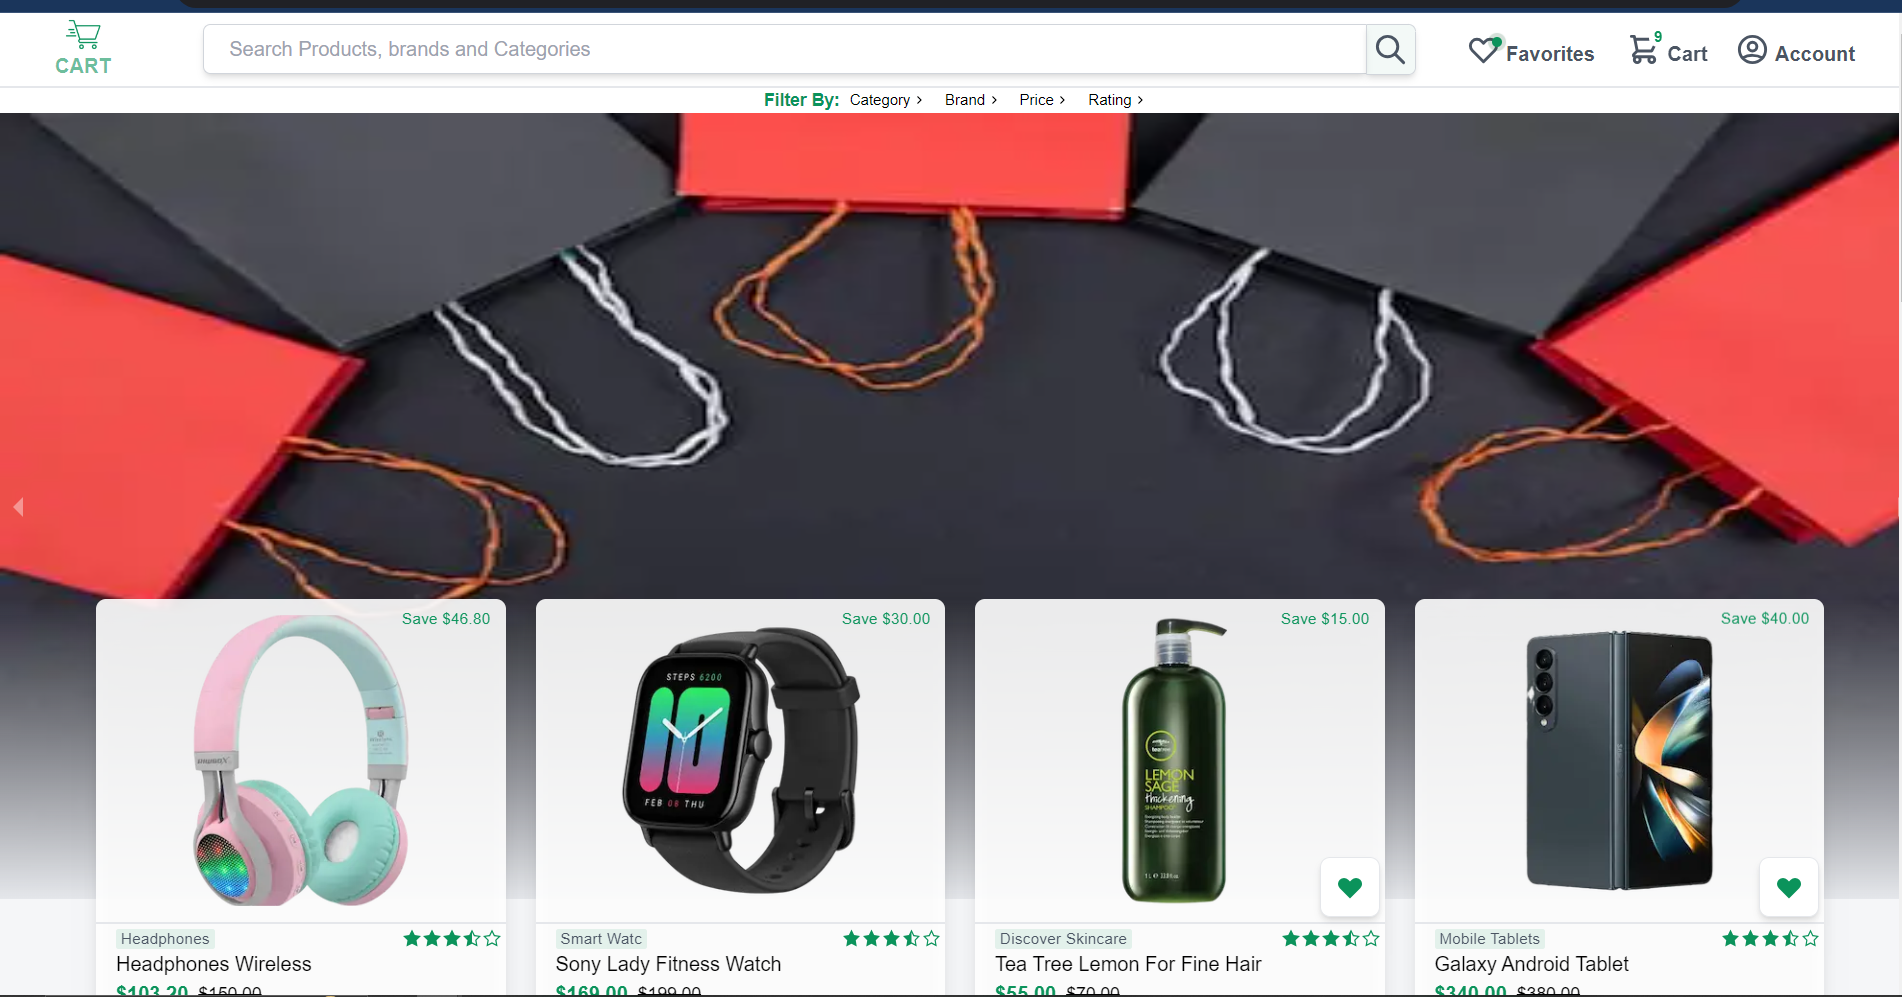 CART
Search Products, brands and Categories
Favorites
9
Cart
Account
Filter By: Category Brand Price Rating
Save $46.80
Save $30.00
STEPS 6200
10
FEB 08 THU
Save $15.00
tea tree
LEMON
SAGE
thickening
SHAMPOO
Save $40.00
Headphones
Headphones Wireless
$103.20 $150.00
Smart Watc
Sony Lady Fitness Watch
$169.00 $199.00
Discover Skincare
Tea Tree Lemon For Fine Hair
$55.00 $70.00
Mobile Tablets
Galaxy Android Tablet
$340.00 $380.00